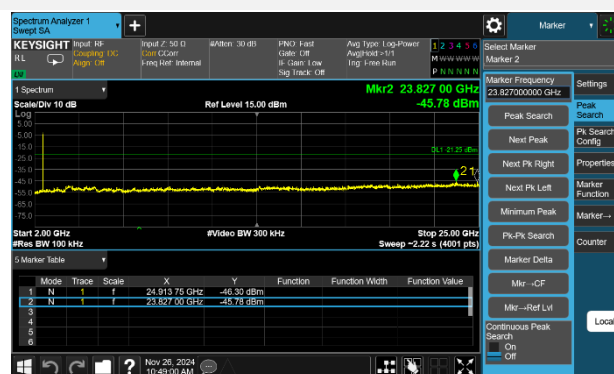 Spectrum Analyzer 1
Swept SA
Marker
KEYSIGHT
RL
Input: RF
Coupling: DC
Align: Off
Input Z: 50 Ω
Corr CCorr
Freq Ref: Internal
#Atten: 30 dB
PNO: Fast
Gate: Off
IF Gain: Low
Sig Track: Off
Avg Type: Log-Power
Avg|Hold:>1/1
Trig: Free Run
1 2 3 4 5 6
M W W W W W
P N N N N N
Select Marker
Marker 2
1 Spectrum
Scale/Div 10 dB
Log
Ref Level 15.00 dBm
Mkr2 23.827 00 GHz
-45.78 dBm
5.00
-5.00
-15.0
-25.0
-35.0
-45.0
-55.0
-65.0
-75.0
DL1 -21.25 dBm
2 1
Start 2.00 GHz
#Res BW 100 kHz
#Video BW 300 kHz
Stop 25.00 GHz
Sweep ~2.22 s (4001 pts)
5 Marker Table
Mode Trace Scale X Y Function Function Width Function Value
1 N 1 f 24.913 75 GHz -46.30 dBm
2 N 1 f 23.827 00 GHz -45.78 dBm
3
4
5
6
Nov 26, 2024
10:49:00 AM
Marker Frequency
23.827000000 GHz
Peak Search
Next Peak
Next Pk Right
Next Pk Left
Minimum Peak
Pk-Pk Search
Marker Delta
Mkr→CF
Mkr→Ref Lvl
Continuous Peak
Search
On
Off
Settings
Peak
Search
Pk Search
Config
Properties
Marker
Function
Marker→
Counter
Local